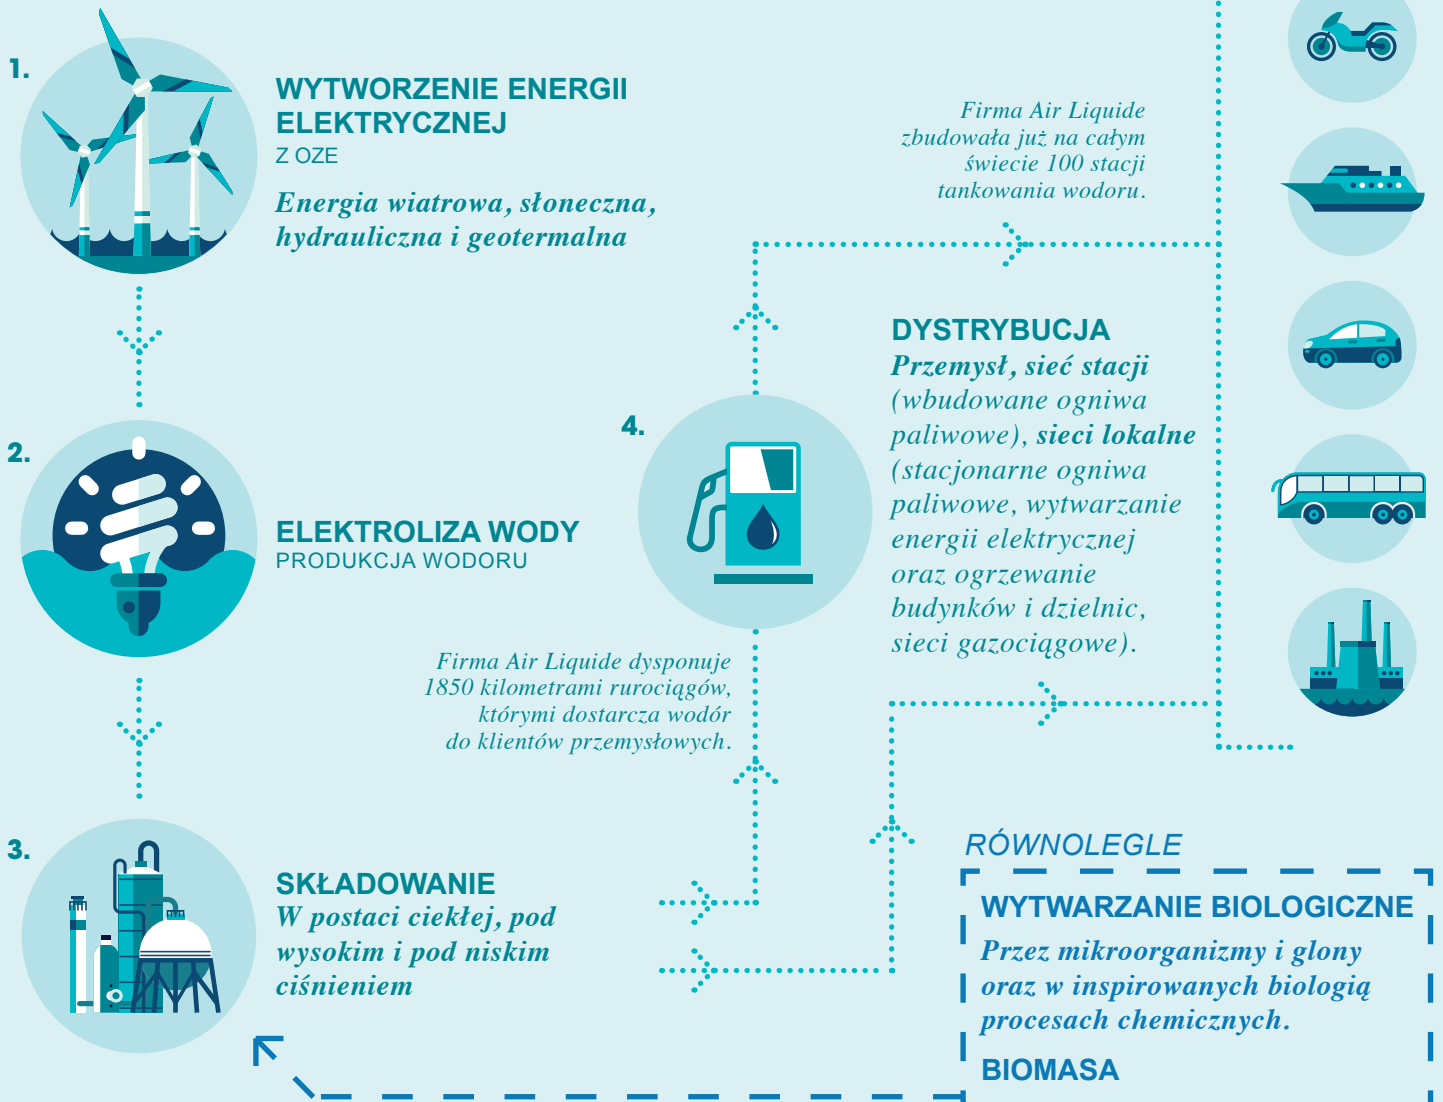 1.
WYTWORZENIE ENERGII
ELEKTRYCZNEJ
Z OZE
Energia wiatrowa, słoneczna,
hydrauliczna i geotermalna
2.
ELEKTROLIZA WODY
PRODUKCJA WODORU
Firma Air Liquide dysponuje
1850 kilometrami rurociągów,
którymi dostarcza wodór
do klientów przemysłowych.
3.
SKŁADOWANIE
W postaci ciekłej, pod
wysokim i pod niskim
ciśnieniem
4.
Firma Air Liquide
zbudowała już na całym
świecie 100 stacji
tankowania wodoru.
DYSTRYBUCJA
Przemysł, sieć stacji
(wbudowane ogniwa
paliwowe), sieci lokalne
(stacjonarne ogniwa
paliwowe, wytwarzanie
energii elektrycznej
oraz ogrzewanie
budynków i dzielnic,
sieci gazociągowe).
RÓWNOLEGLE
WYTWARZANIE BIOLOGICZNE
Przez mikroorganizmy i glony
oraz w inspirowanych biologią
procesach chemicznych.
BIOMASA